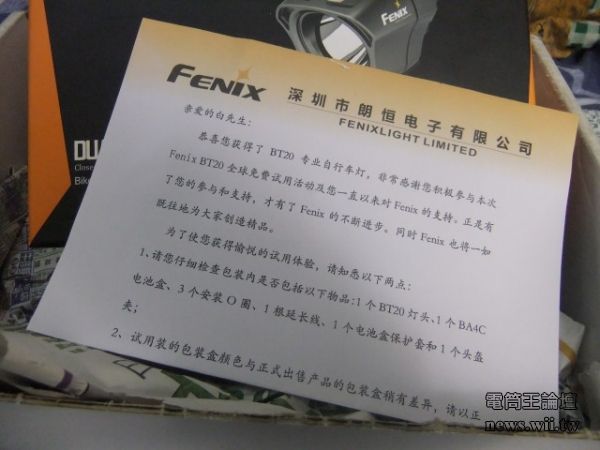 FENIX
DU
Close
Bike
FENIX
深圳市朗恒电子有限公司
FENIXLIGHT LIMITED
亲爱的白先生：
恭喜您获得了 BT20 专业自行车灯，非常感谢您积极参与本次
Fenix BT20 全球免费试用活动及您一直以来对 Fenix 的支持。正是有
了您的参与和支持，才有了 Fenix 的不断进步。同时 Fenix 也将一如
既往地为大家创造精品。
为了使您获得愉悦的试用体验，请知悉以下两点：
1、请您仔细检查包装内是否包括以下物品：1 个 BT20 灯头、1 个 BA4C
电池盒、3 个安装 O 圈、1 根延长线、1 个电池盒保护套和 1 个头盔
夹；
2、试用装的包装盒颜色与正式出售产品的包装盒稍有差异，请以正
電筒王論壇
news.wii.tw